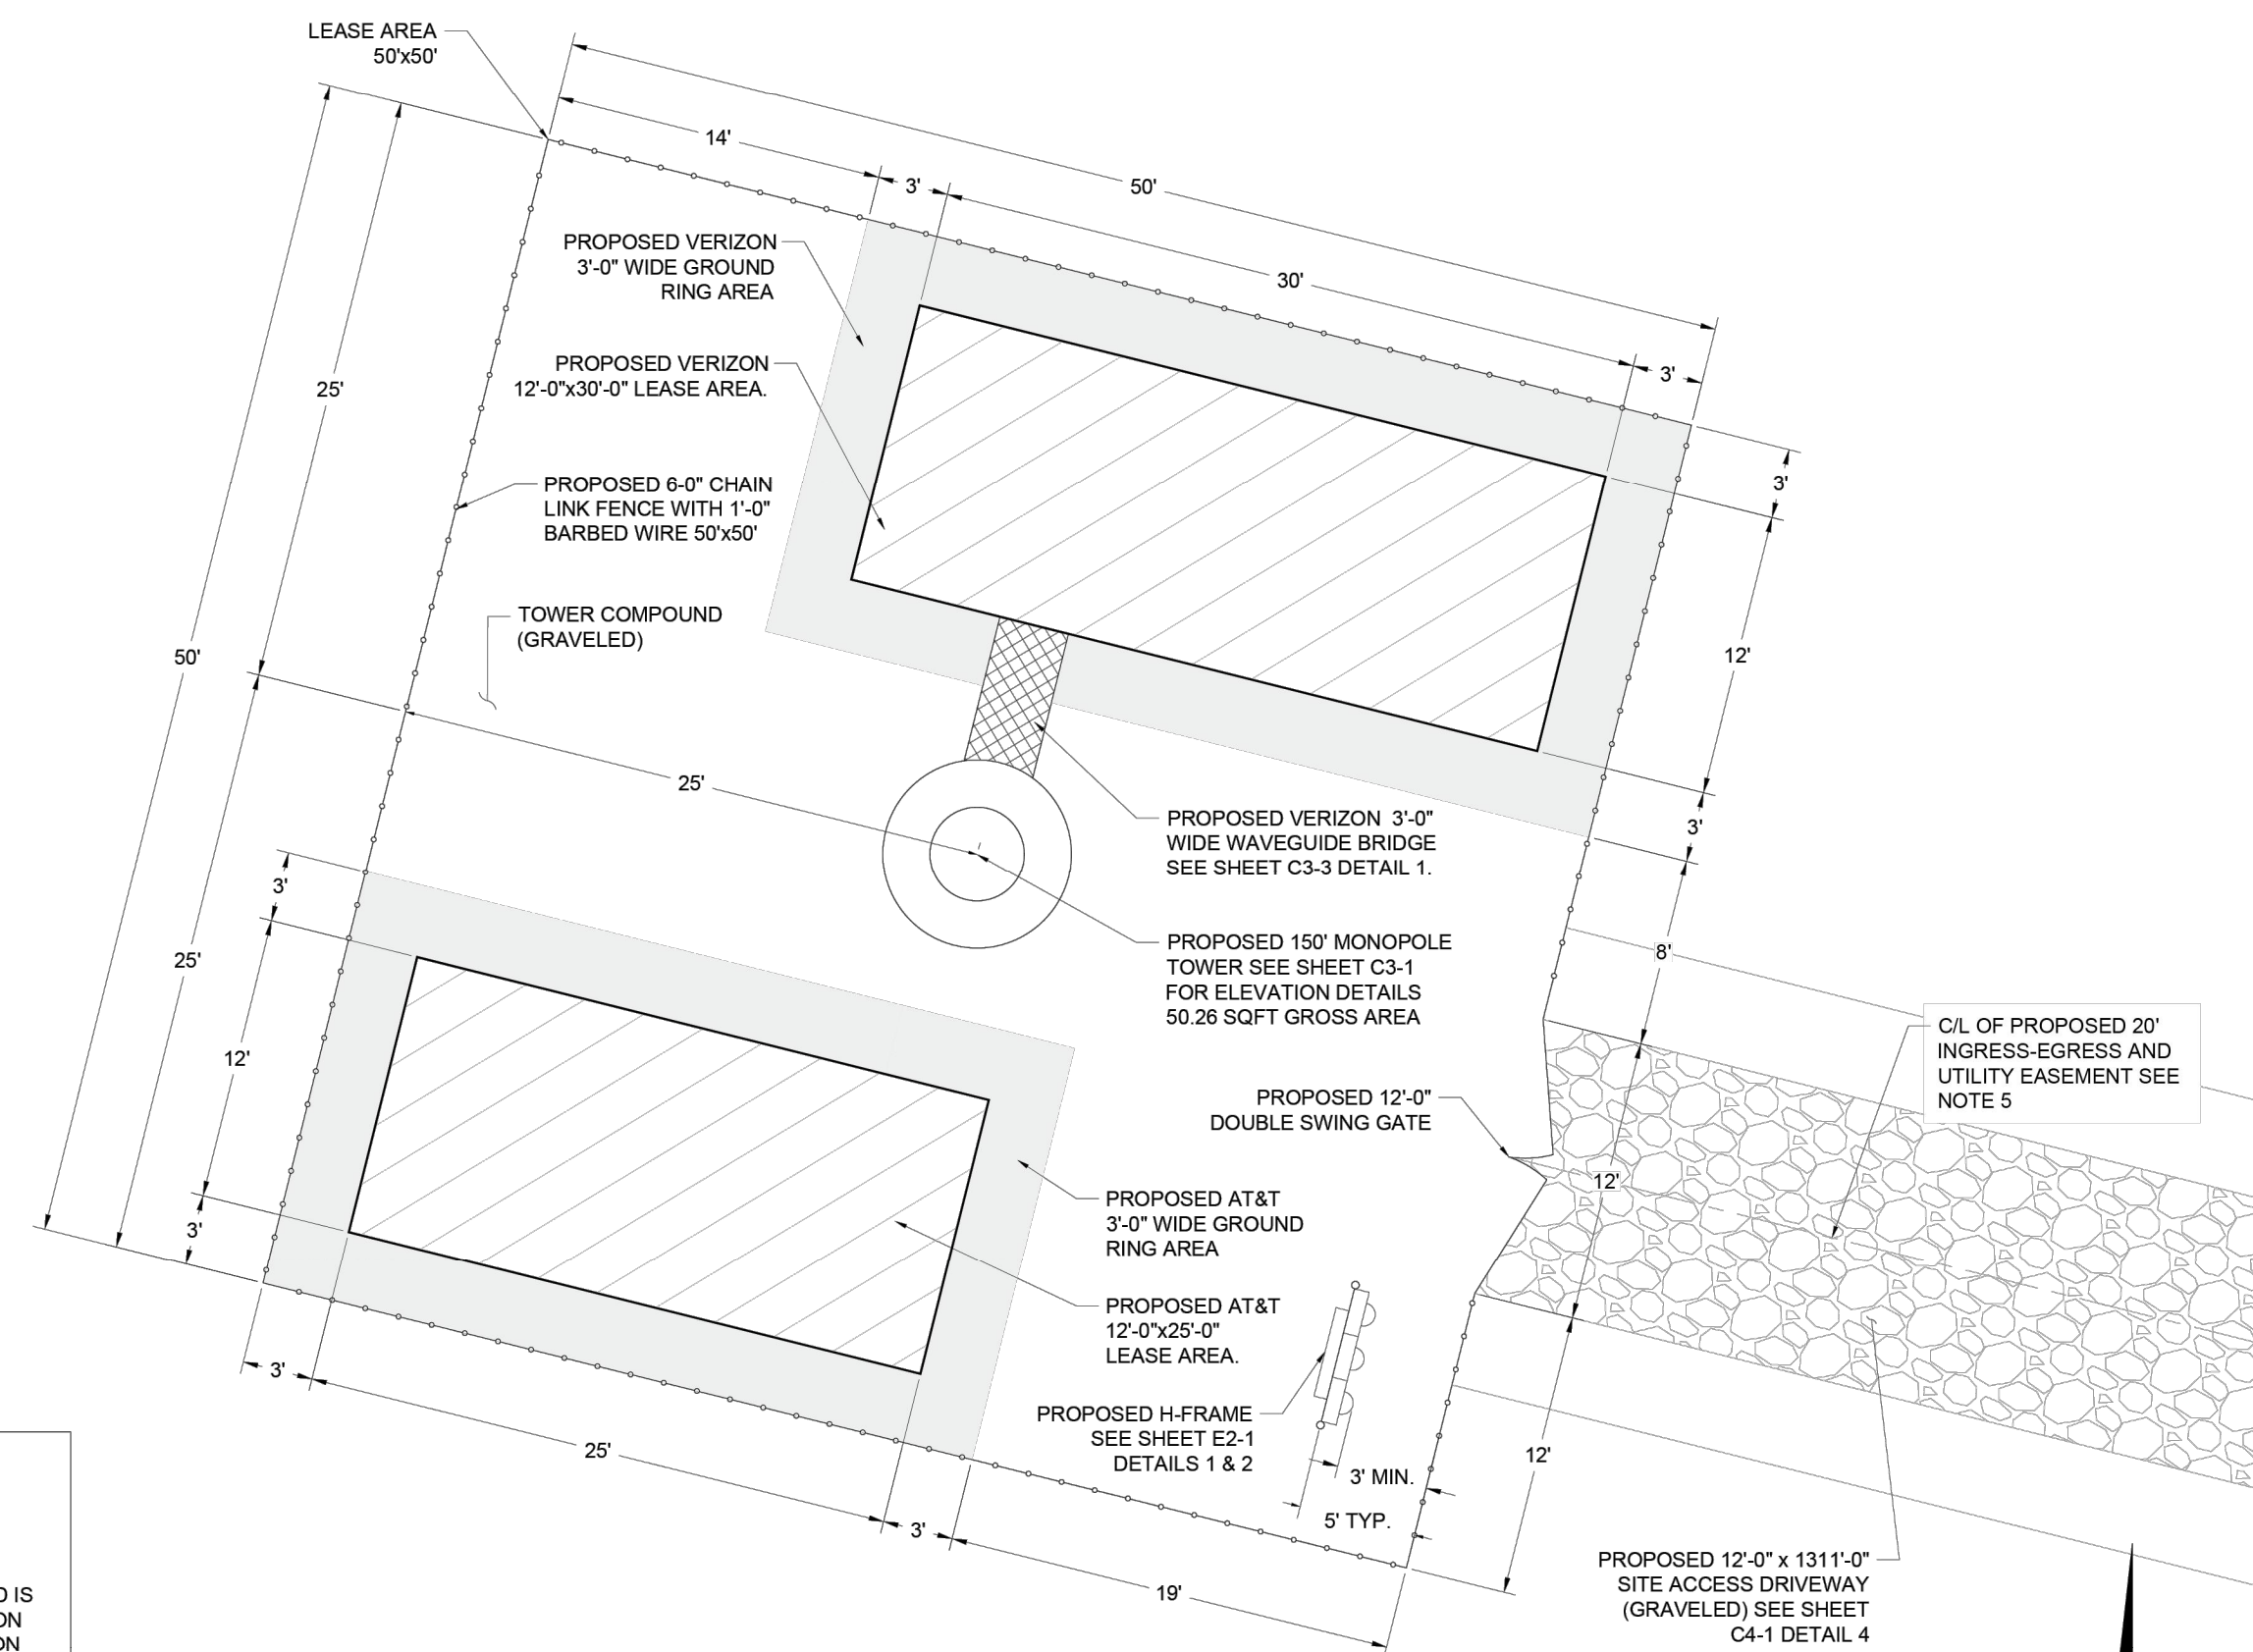 LEASE AREA
50'x50'
14'
3'
50'
30'
3'
PROPOSED VERIZON
3'-0" WIDE GROUND
RING AREA
PROPOSED VERIZON
12'-0"x30'-0" LEASE AREA.
25'
PROPOSED 6-0" CHAIN
LINK FENCE WITH 1'-0"
BARBED WIRE 50'x50'
3'
TOWER COMPOUND
(GRAVELED)
50'
12'
25'
PROPOSED VERIZON 3'-0"
WIDE WAVEGUIDE BRIDGE
SEE SHEET C3-3 DETAIL 1.
3'
3'
25'
PROPOSED 150' MONOPOLE
TOWER SEE SHEET C3-1
FOR ELEVATION DETAILS
50.26 SQFT GROSS AREA
8'
C/L OF PROPOSED 20'
INGRESS-EGRESS AND
UTILITY EASEMENT SEE
NOTE 5
12'
PROPOSED 12'-0"
DOUBLE SWING GATE
12'
3'
PROPOSED AT&T
3'-0" WIDE GROUND
RING AREA
PROPOSED AT&T
12'-0"x25'-0"
LEASE AREA.
3'
PROPOSED H-FRAME
SEE SHEET E2-1
DETAILS 1 & 2
25'
12'
3' MIN.
5' TYP.
3'
19'
PROPOSED 12'-0" x 1311'-0"
SITE ACCESS DRIVEWAY
(GRAVELED) SEE SHEET
C4-1 DETAIL 4
IS
ON
ON